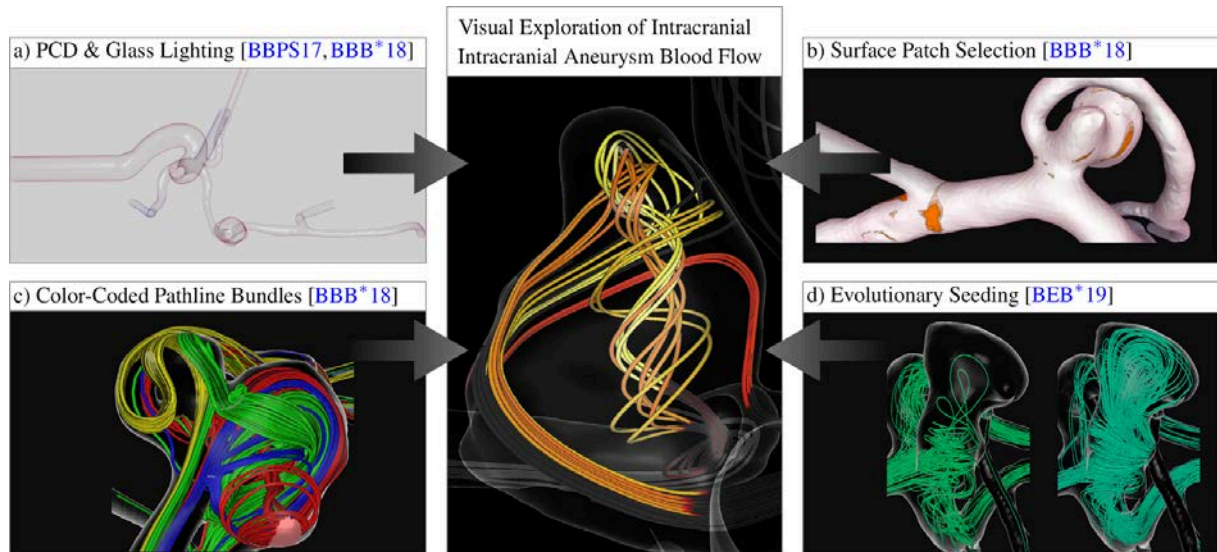 a) PCD & Glass Lighting [BBPS17, BBB*18]
Visual Exploration of Intracranial
Intracranial Aneurysm Blood Flow
b) Surface Patch Selection [BBB*18]
c) Color-Coded Pathline Bundles [BBB*18]
d) Evolutionary Seeding [BEB*19]